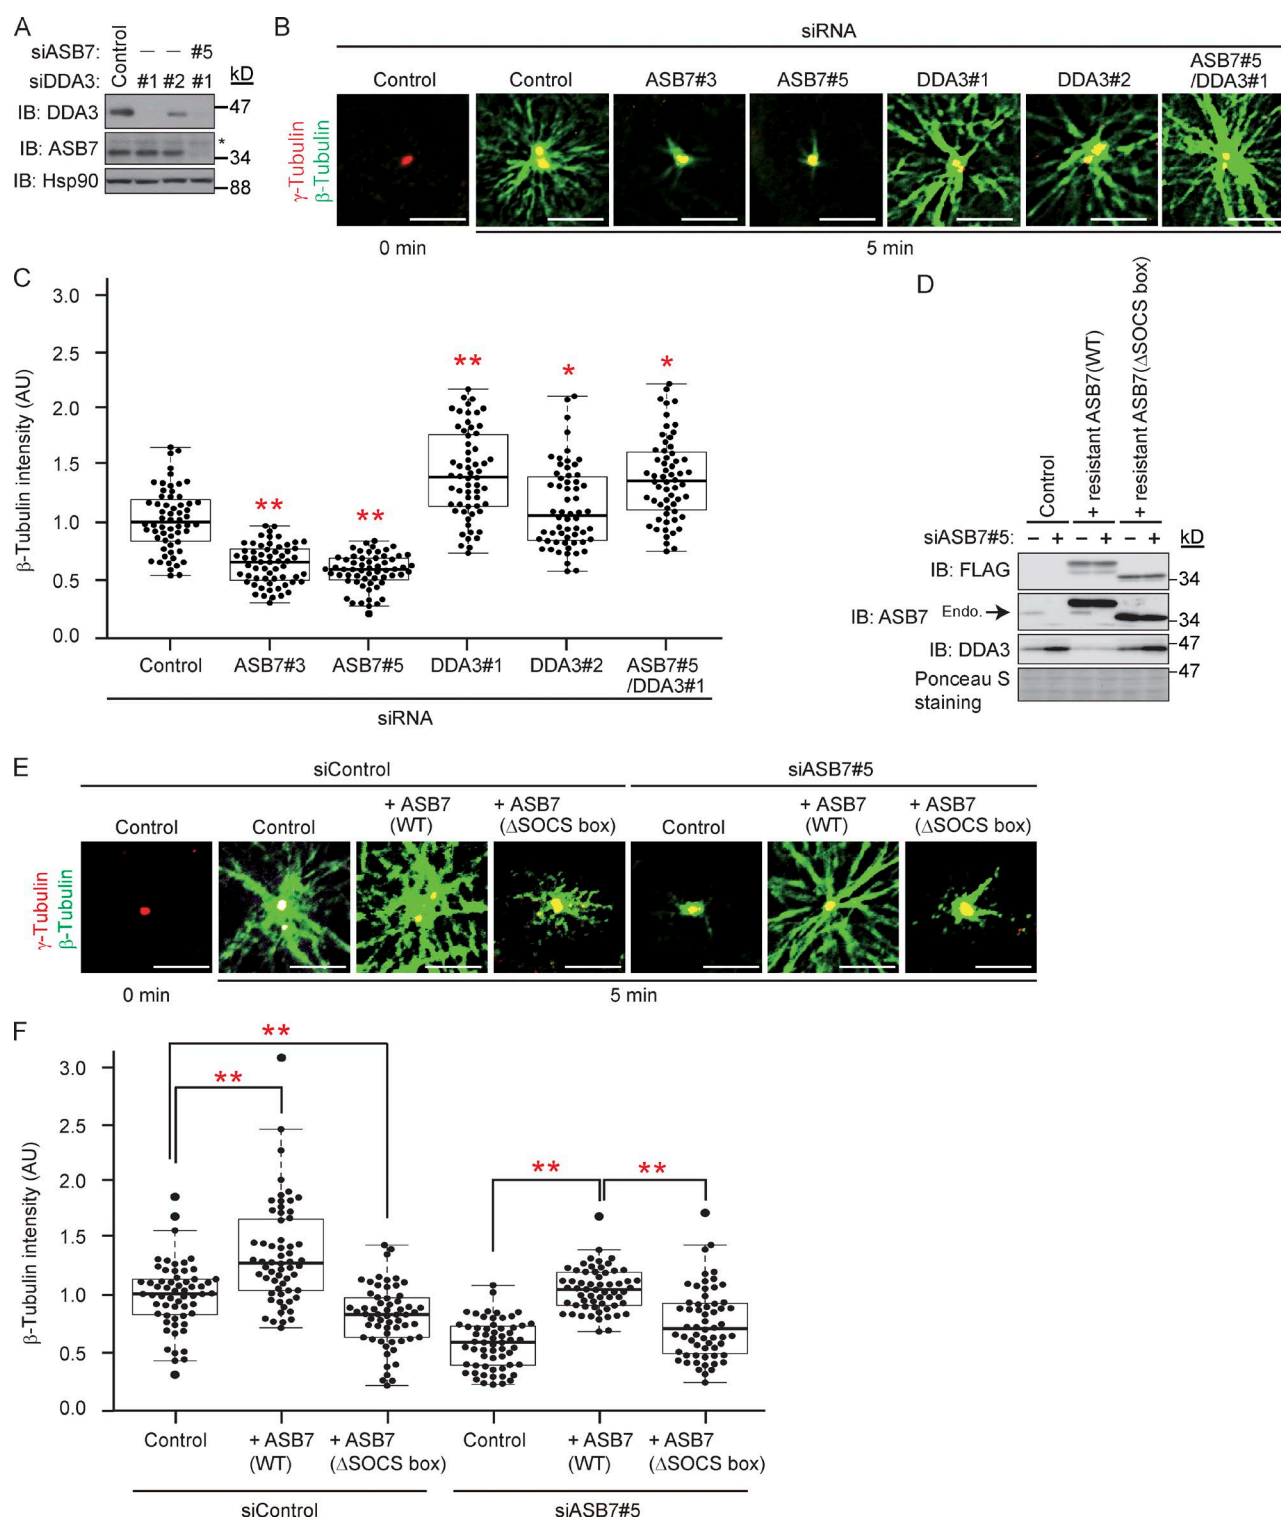 A
siASB7: Control – – #5
siDDA3: #1 #2 #1 kD
IB: DDA3 47
IB: ASB7 * 34
IB: Hsp90 88
B
siRNA
Control Control ASB7#3 ASB7#5 DDA3#1 DDA3#2 ASB7#5 /DDA3#1
γ-Tubulin
β-Tubulin
0 min 5 min
C
β-Tubulin intensity (AU)
3.0
2.5
2.0
1.5
1.0
0.5
0.0
** ** ** * *
Control ASB7#3 ASB7#5 DDA3#1 DDA3#2 ASB7#5 /DDA3#1
siRNA
D
Control
+ resistant ASB7(WT)
+ resistant ASB7(ΔSOCS box)
siASB7#5: – + – + – + kD
IB: FLAG 34
IB: ASB7 Endo. 34
IB: DDA3 47
Ponceau S staining 47
E
siControl siASB7#5
Control Control + ASB7 (WT) + ASB7 (ΔSOCS box) Control + ASB7 (WT) + ASB7 (ΔSOCS box)
γ-Tubulin
β-Tubulin
0 min 5 min
F
β-Tubulin intensity (AU)
3.0
2.5
2.0
1.5
1.0
0.5
0.0
** ** ** **
Control + ASB7 (WT) + ASB7 (ΔSOCS box) Control + ASB7 (WT) + ASB7 (ΔSOCS box)
siControl siASB7#5